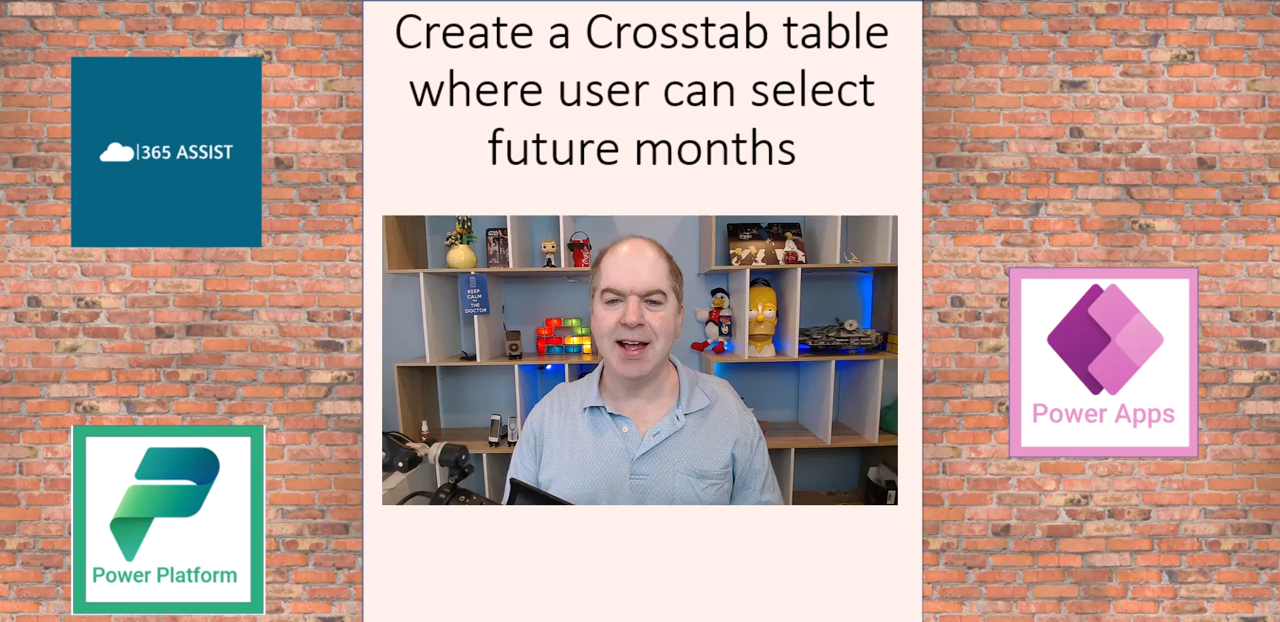 Create a Crosstab table
where user can select
future months
365 ASSIST
KEEP
CALM
THE
DOCTOR
Power Apps
Power Platform